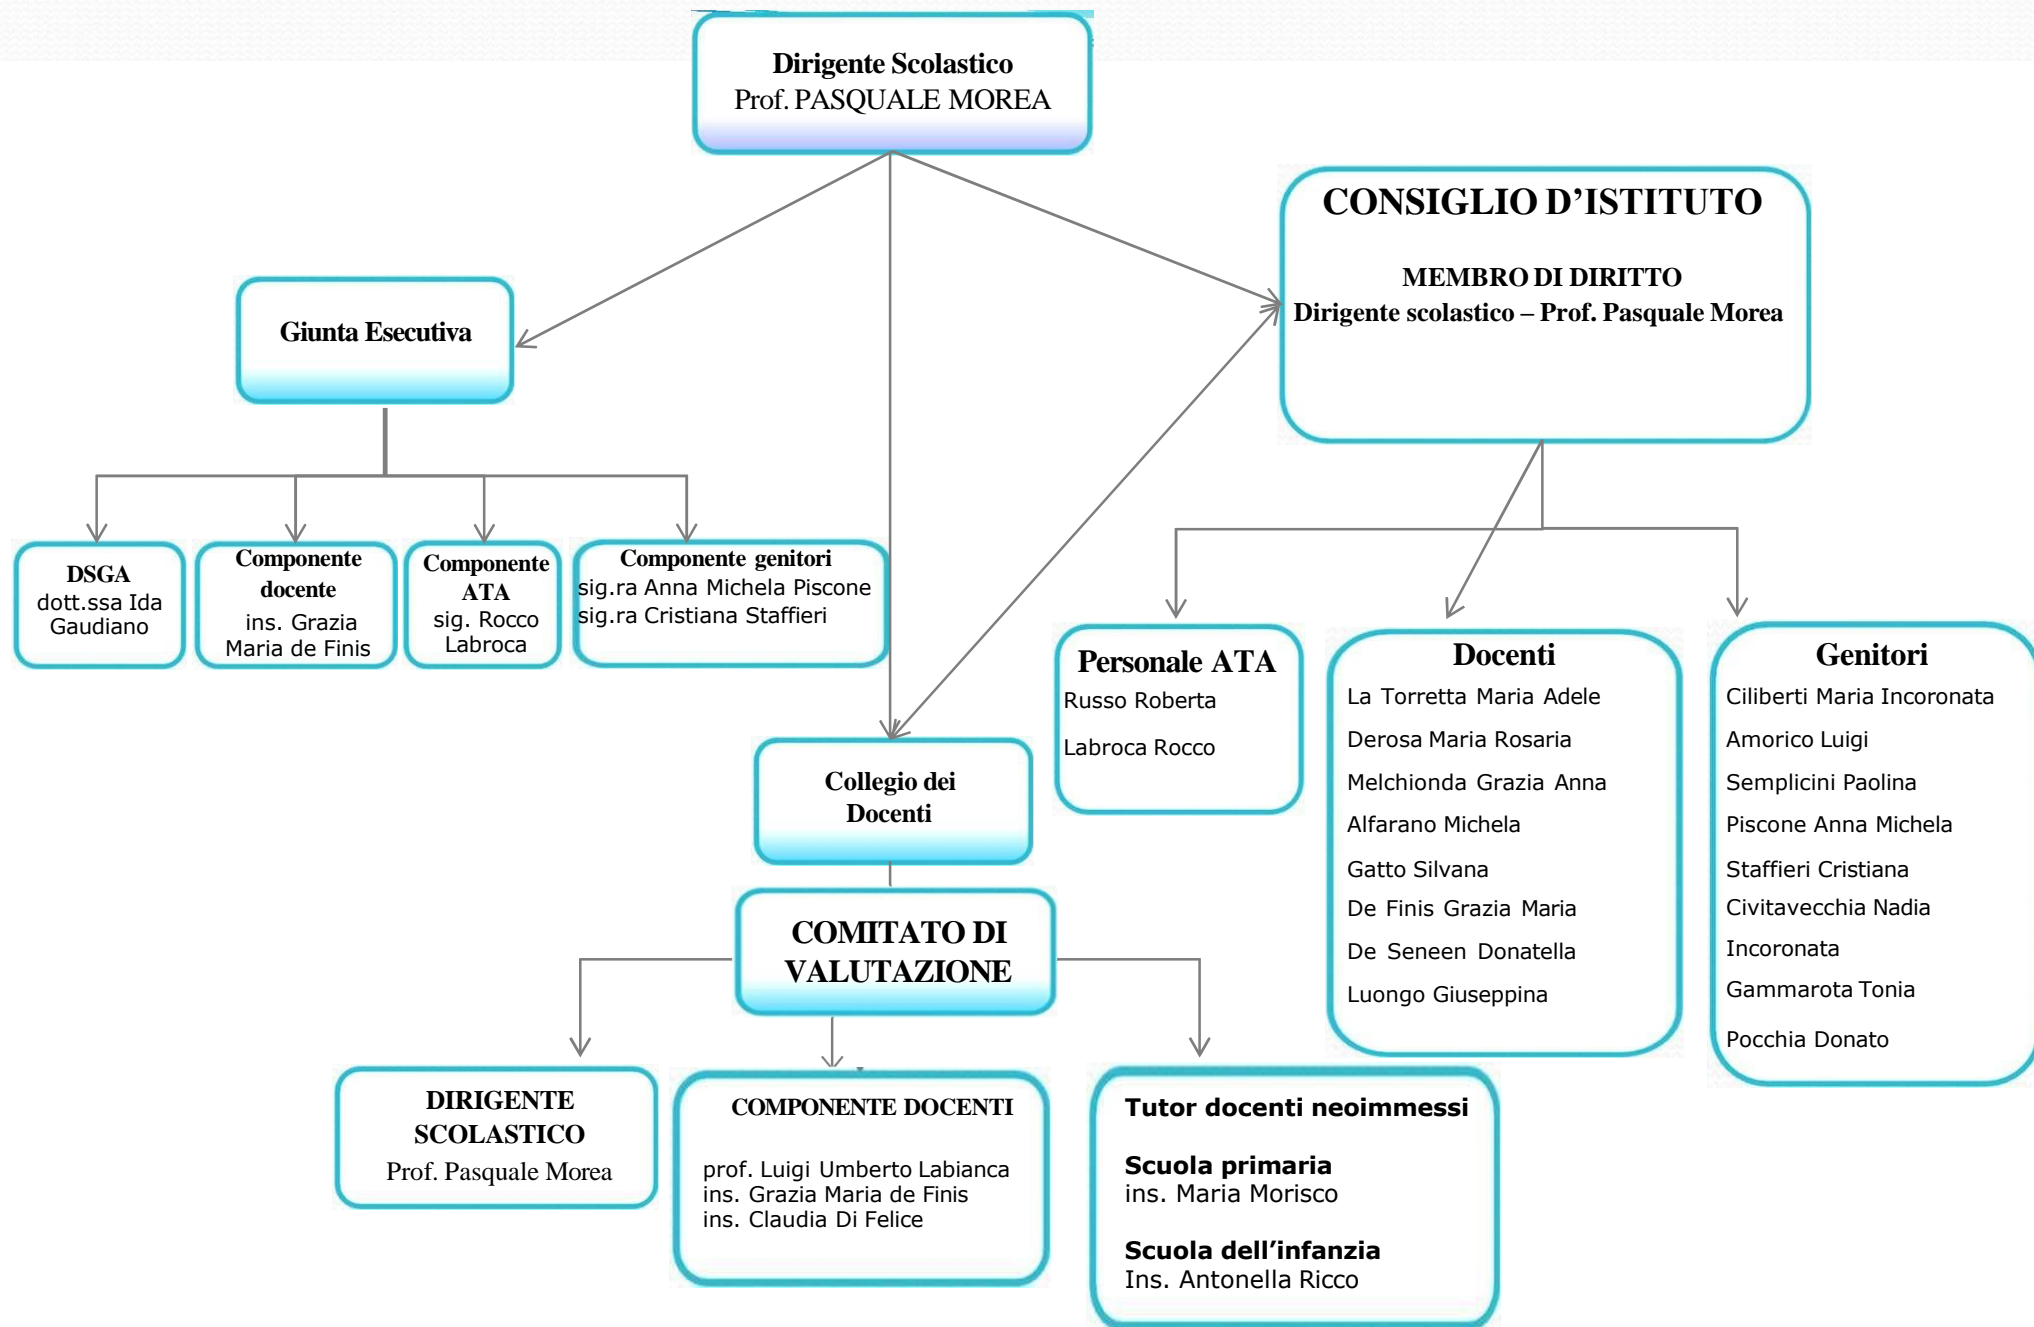 Dirigente Scolastico
Prof. PASQUALE MOREA
CONSIGLIO D’ISTITUTO
MEMBRO DI DIRITTO
Dirigente scolastico – Prof. Pasquale Morea
Giunta Esecutiva
DSGA
dott.ssa Ida
Gaudiano
Componente
docente
ins. Grazia
Maria de Finis
Componente
ATA
sig. Rocco
Labroca
Componente genitori
sig.ra Anna Michela Piscone
sig.ra Cristiana Staffieri
Personale ATA
Russo Roberta
Labroca Rocco
Docenti
La Torretta Maria Adele
Derosa Maria Rosaria
Melchionda Grazia Anna
Alfarano Michela
Gatto Silvana
De Finis Grazia Maria
De Seneen Donatella
Luongo Giuseppina
Genitori
Ciliberti Maria Incoronata
Amorico Luigi
Semplicini Paolina
Piscone Anna Michela
Staffieri Cristiana
Civitavecchia Nadia
Incoronata
Gammarota Tonia
Pocchia Donato
Collegio dei
Docenti
COMITATO DI
VALUTAZIONE
DIRIGENTE
SCOLASTICO
Prof. Pasquale Morea
COMPONENTE DOCENTI
prof. Luigi Umberto Labianca
ins. Grazia Maria de Finis
ins. Claudia Di Felice
Tutor docenti neoimmessi
Scuola primaria
ins. Maria Morisco
Scuola dell’infanzia
Ins. Antonella Ricco